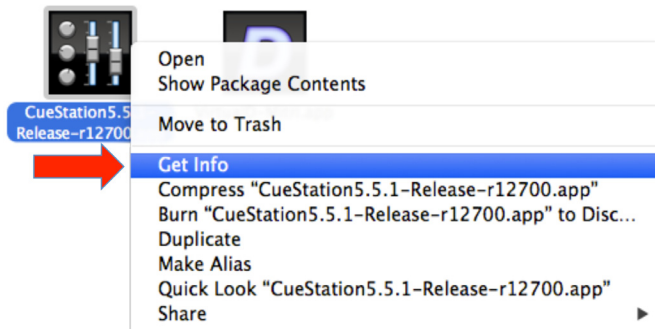 CueStation5.5
Release-r12700
Open
Show Package Contents
Move to Trash
Get Info
Compress “CueStation5.5.1-Release-r12700.app”
Burn “CueStation5.5.1-Release-r12700.app” to Disc...
Duplicate
Make Alias
Quick Look “CueStation5.5.1-Release-r12700.app”
Share